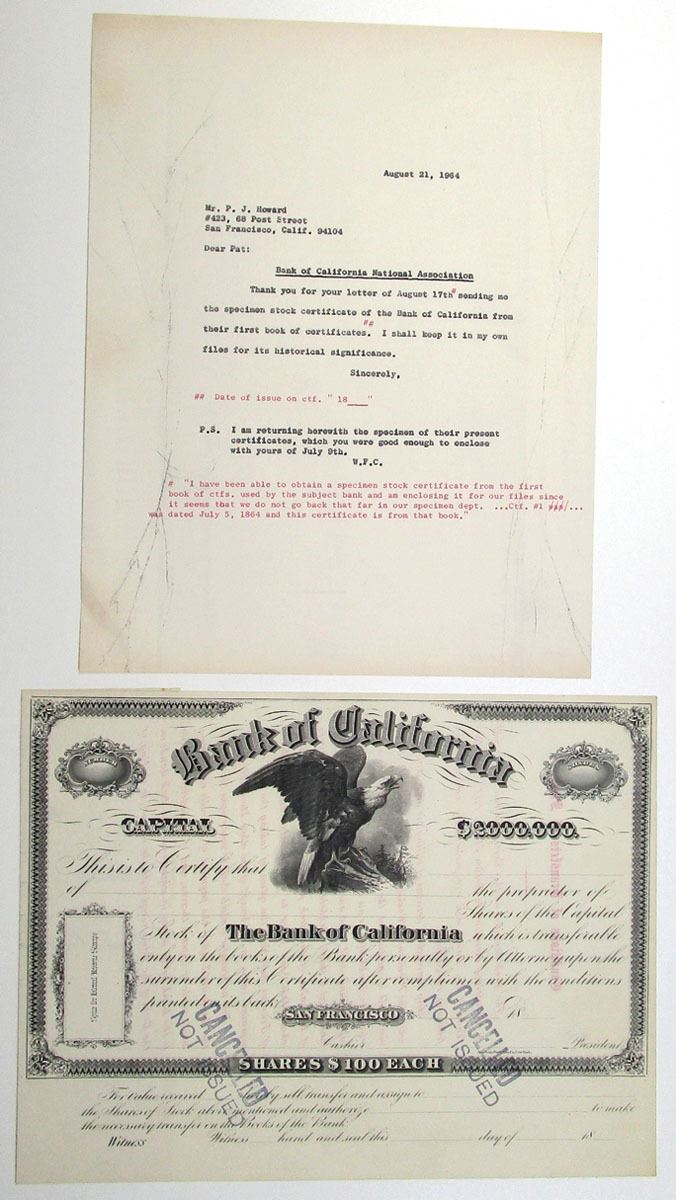 August 21, 1964
Mr. P. J. Howard
#423, 68 Post Street
San Francisco, Calif. 94104
Dear Pat:
Bank of California National Association
Thank you for your letter of August 17th# sending me
the specimen stock certificate of the Bank of California from
their first book of certificates.## I shall keep it in my own
files for its historical significance.
Sincerely,
## Date of issue on ctf. " 18____"
P.S. I am returning herewith the specimen of their present
certificates, which you were good enough to enclose
with yours of July 9th.
W.F.C.
# "I have been able to obtain a specimen stock certificate from the first
book of ctfs. used by the subject bank and am enclosing it for our files since
it seems that we do not go back that far in our specimen dept. ...Ctf. #1 ...
was dated July 5, 1864 and this certificate is from that book."
Bank of California
NUMBER
SHARES
CAPITAL
$2000.000.
This is to Certify that
of
the proprietor of
Shares of the Capital
Stock of The Bank of California which is transferable
only on the books of the Bank personally or by Attorney upon the
surrender of this Certificate after compliance with the conditions
printed on its back.
Space for Internal Revenue Stamps
SAN FRANCISCO
18
Cashier
President
CANCELLED
NOT ISSUED
CANCELLED
NOT ISSUED
SHARES $100 EACH
For value received hereby sell, transfer and assign to
the Shares of Stock above mentioned and authorize to make
the necessary transfer on the Books of the Bank.
Witness Witness hand and seal this day of 18